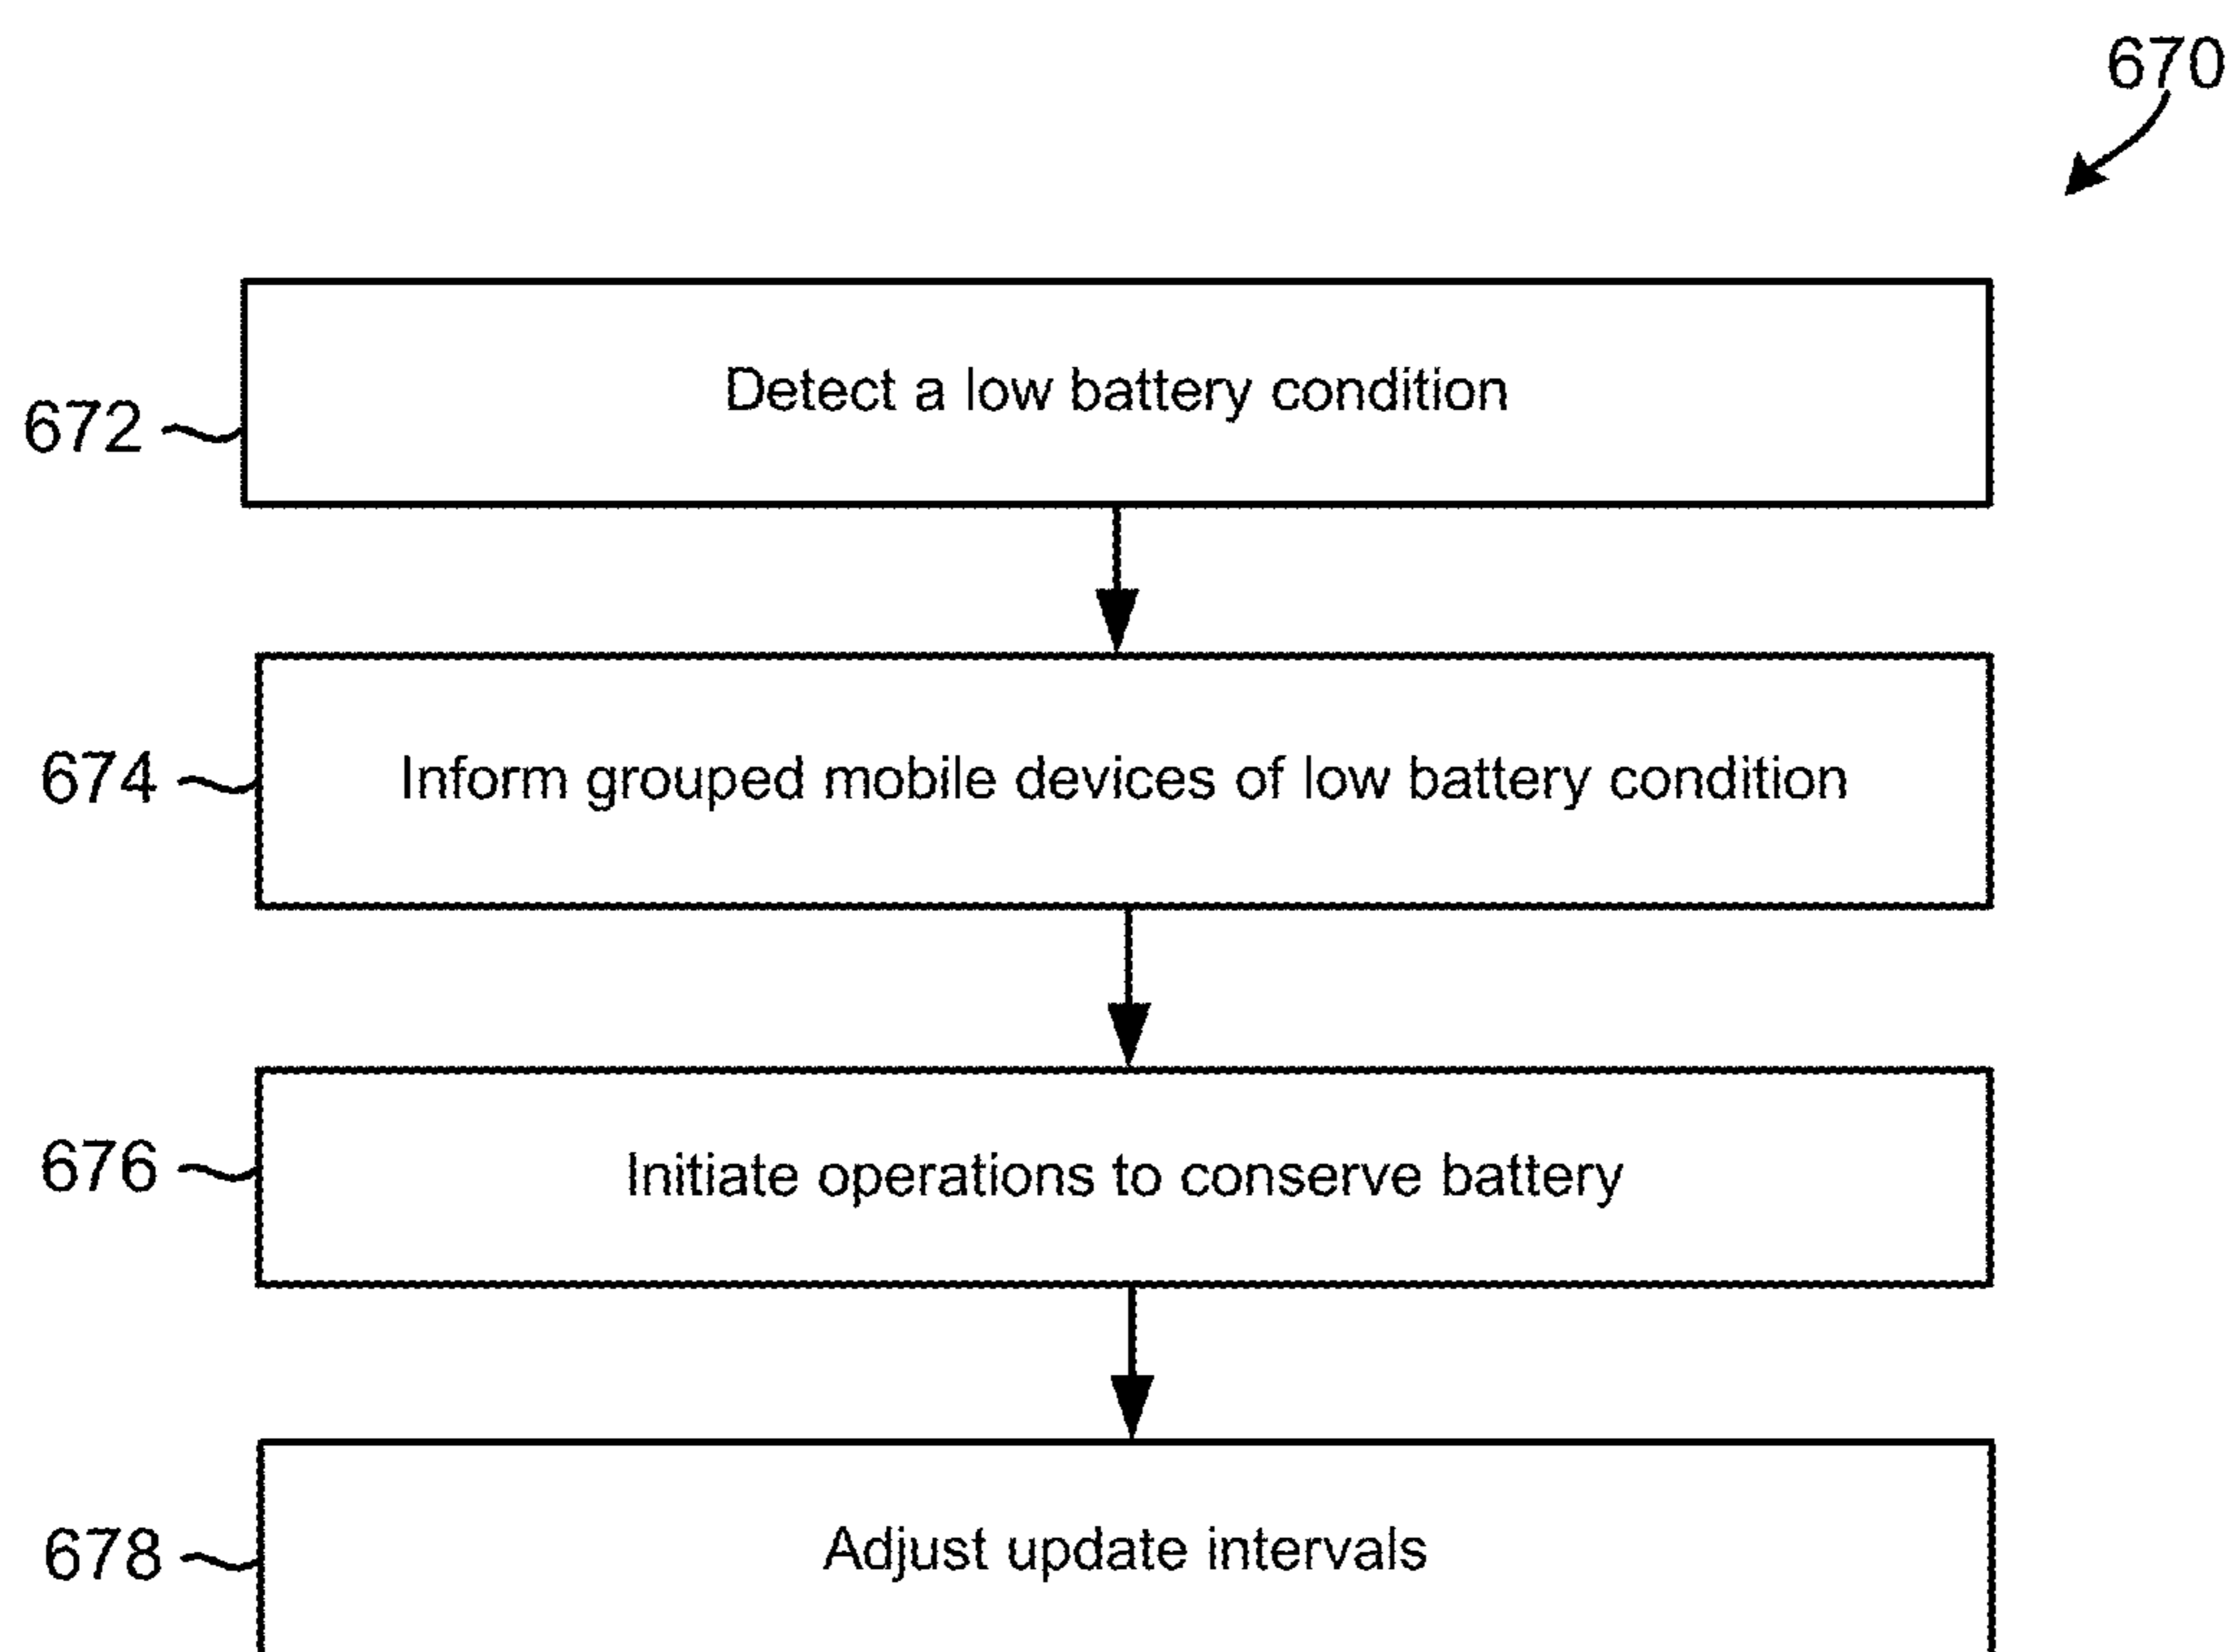 670
Detect a low battery condition
672
Inform grouped mobile devices of low battery condition
674
Initiate operations to conserve battery
676
Adjust update intervals
678